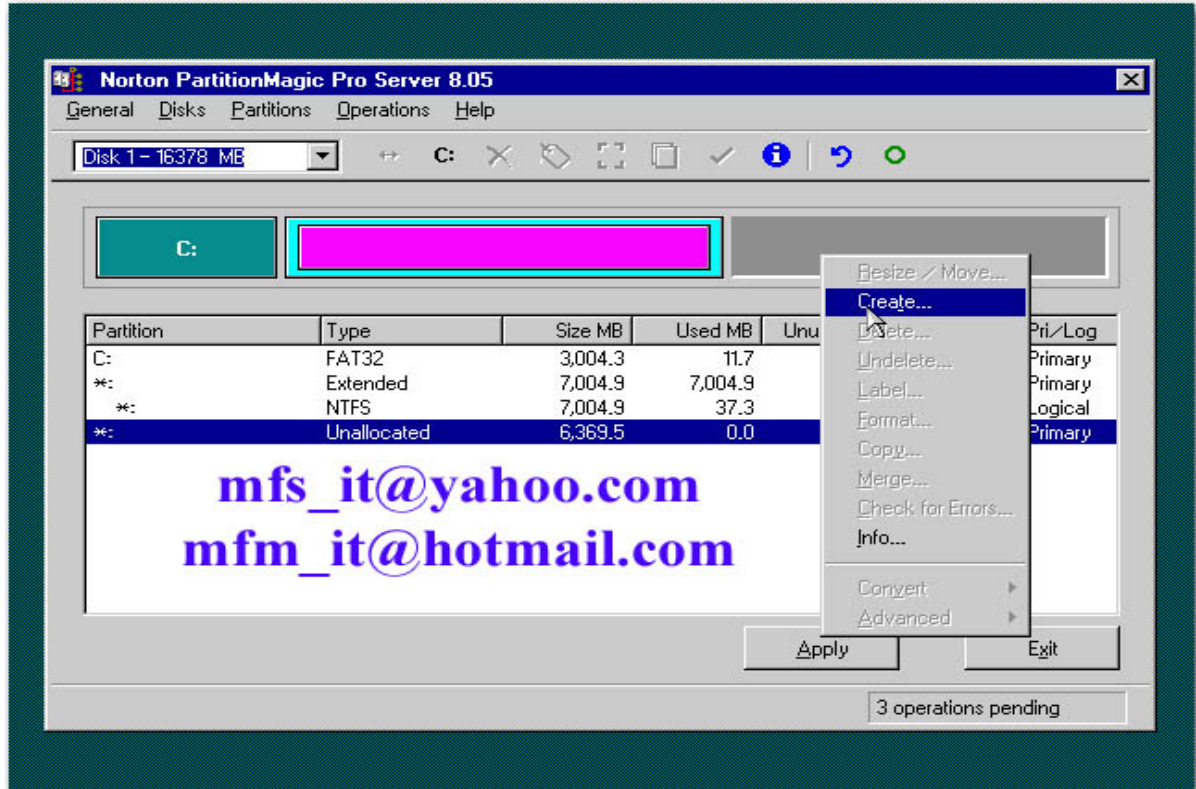 Norton PartitionMagic Pro Server 8.05
General Disks Partitions Operations Help
Disk 1 – 16378 MB C:
C:
Resize / Move...
Create...
Partition Type Size MB Used MB Unu Delete... Pri/Log
C: FAT32 3,004.3 11.7 Undelete... Primary
*: Extended 7,004.9 7,004.9 Label... Primary
*: NTFS 7,004.9 37.3 Format... Logical
*: Unallocated 6,369.5 0.0 Primary
Copy...
mfs_it@yahoo.com Merge...
Check for Errors...
mfm_it@hotmail.com Info...
Convert
Advanced
Apply Exit
3 operations pending